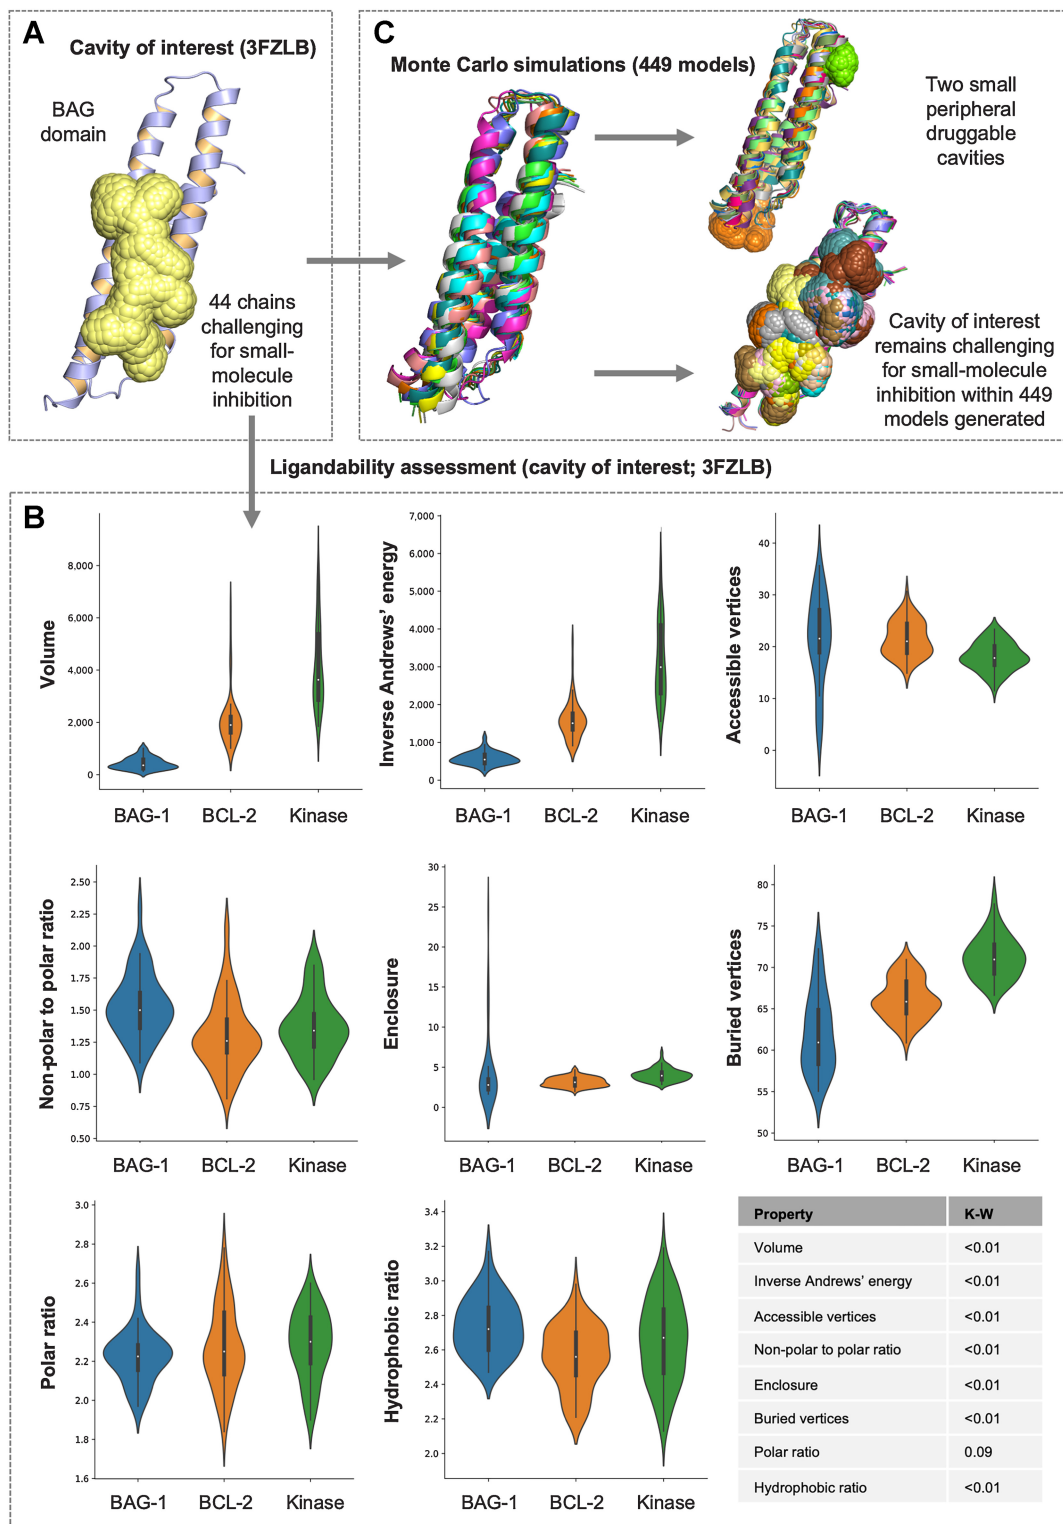 A
Cavity of interest (3FZLB)
BAG
domain
44 chains
challenging
for small-
molecule
inhibition
C
Monte Carlo simulations (449 models)
Two small
peripheral
druggable
cavities
Cavity of interest
remains challenging
for small-molecule
inhibition within 449
models generated
Ligandability assessment (cavity of interest; 3FZLB)
B
Volume
8,000
6,000
4,000
2,000
0
BAG-1 BCL-2 Kinase
Inverse Andrews’ energy
7,000
6,000
5,000
4,000
3,000
2,000
1,000
0
BAG-1 BCL-2 Kinase
Accessible vertices
40
30
20
10
0
BAG-1 BCL-2 Kinase
Non-polar to polar ratio
2.50
2.25
2.00
1.75
1.50
1.25
1.00
0.75
0.50
BAG-1 BCL-2 Kinase
Enclosure
30
25
20
15
10
5
0
BAG-1 BCL-2 Kinase
Buried vertices
80
75
70
65
60
55
50
BAG-1 BCL-2 Kinase
Polar ratio
3.0
2.8
2.6
2.4
2.2
2.0
1.8
1.6
BAG-1 BCL-2 Kinase
Hydrophobic ratio
3.4
3.2
3.0
2.8
2.6
2.4
2.2
2.0
BAG-1 BCL-2 Kinase
Property K-W
Volume <0.01
Inverse Andrews’ energy <0.01
Accessible vertices <0.01
Non-polar to polar ratio <0.01
Enclosure <0.01
Buried vertices <0.01
Polar ratio 0.09
Hydrophobic ratio <0.01